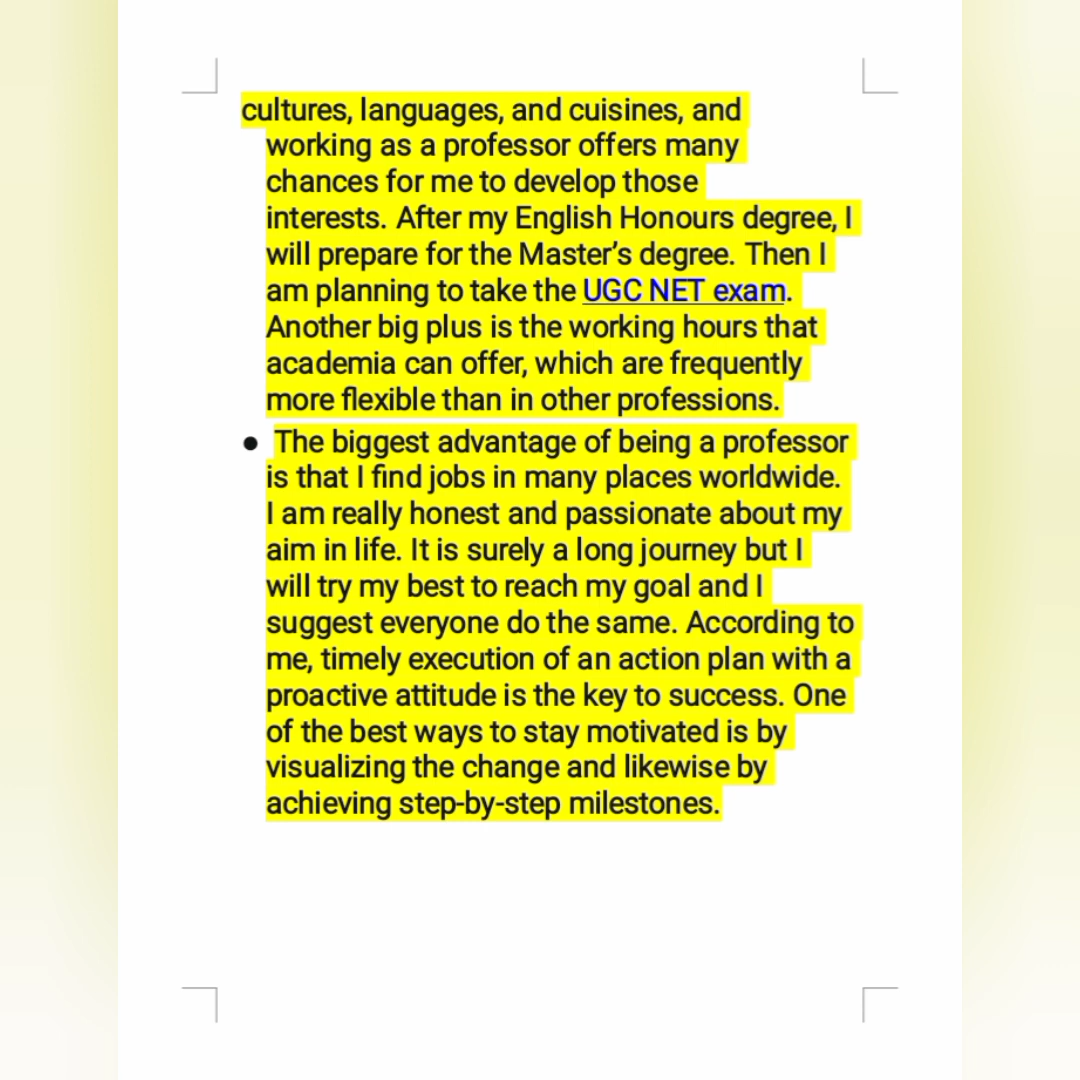 cultures, languages, and cuisines, and
working as a professor offers many
chances for me to develop those
interests. After my English Honours degree, I
will prepare for the Master’s degree. Then I
am planning to take the UGC NET exam.
Another big plus is the working hours that
academia can offer, which are frequently
more flexible than in other professions.
● The biggest advantage of being a professor
is that I find jobs in many places worldwide.
I am really honest and passionate about my
aim in life. It is surely a long journey but I
will try my best to reach my goal and I
suggest everyone do the same. According to
me, timely execution of an action plan with a
proactive attitude is the key to success. One
of the best ways to stay motivated is by
visualizing the change and likewise by
achieving step-by-step milestones.